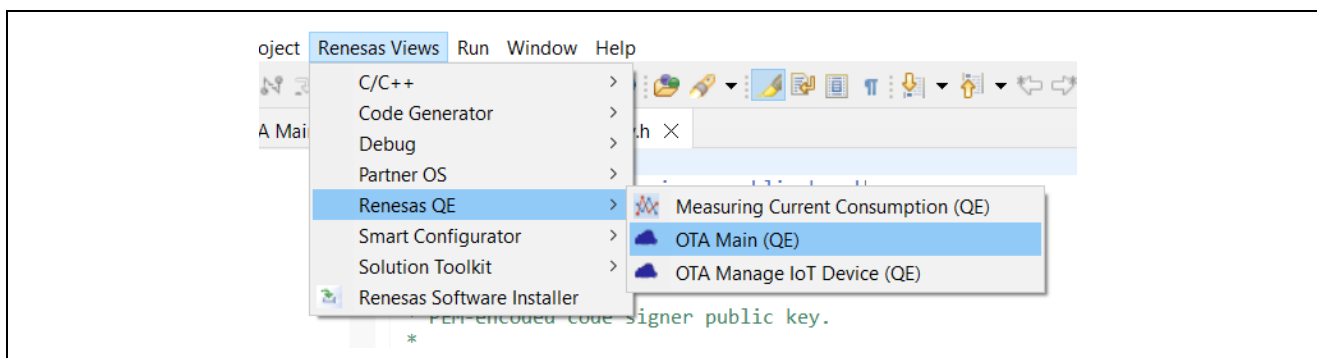 oject Renesas Views Run Window Help
C/C++
Code Generator
A Mai .h
Debug
Partner OS
Renesas QE
Measuring Current Consumption (QE)
Smart Configurator
OTA Main (QE)
Solution Toolkit
OTA Manage IoT Device (QE)
Renesas Software Installer
* PEM-encoded code signer public key.
*